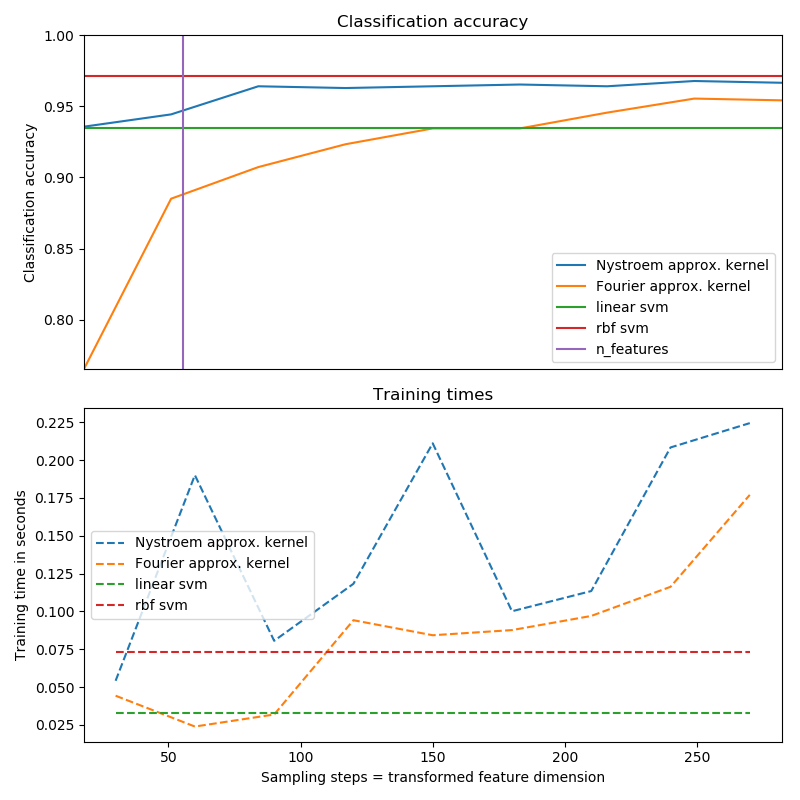 Classification accuracy
1.00
0.95
0.90
0.85
0.80
Classification accuracy
Nystroem approx. kernel
Fourier approx. kernel
linear svm
rbf svm
n_features
Training times
0.225
0.200
0.175
0.150
0.125
0.100
0.075
0.050
0.025
Training time in seconds
Nystroem approx. kernel
Fourier approx. kernel
linear svm
rbf svm
50 100 150 200 250
Sampling steps = transformed feature dimension